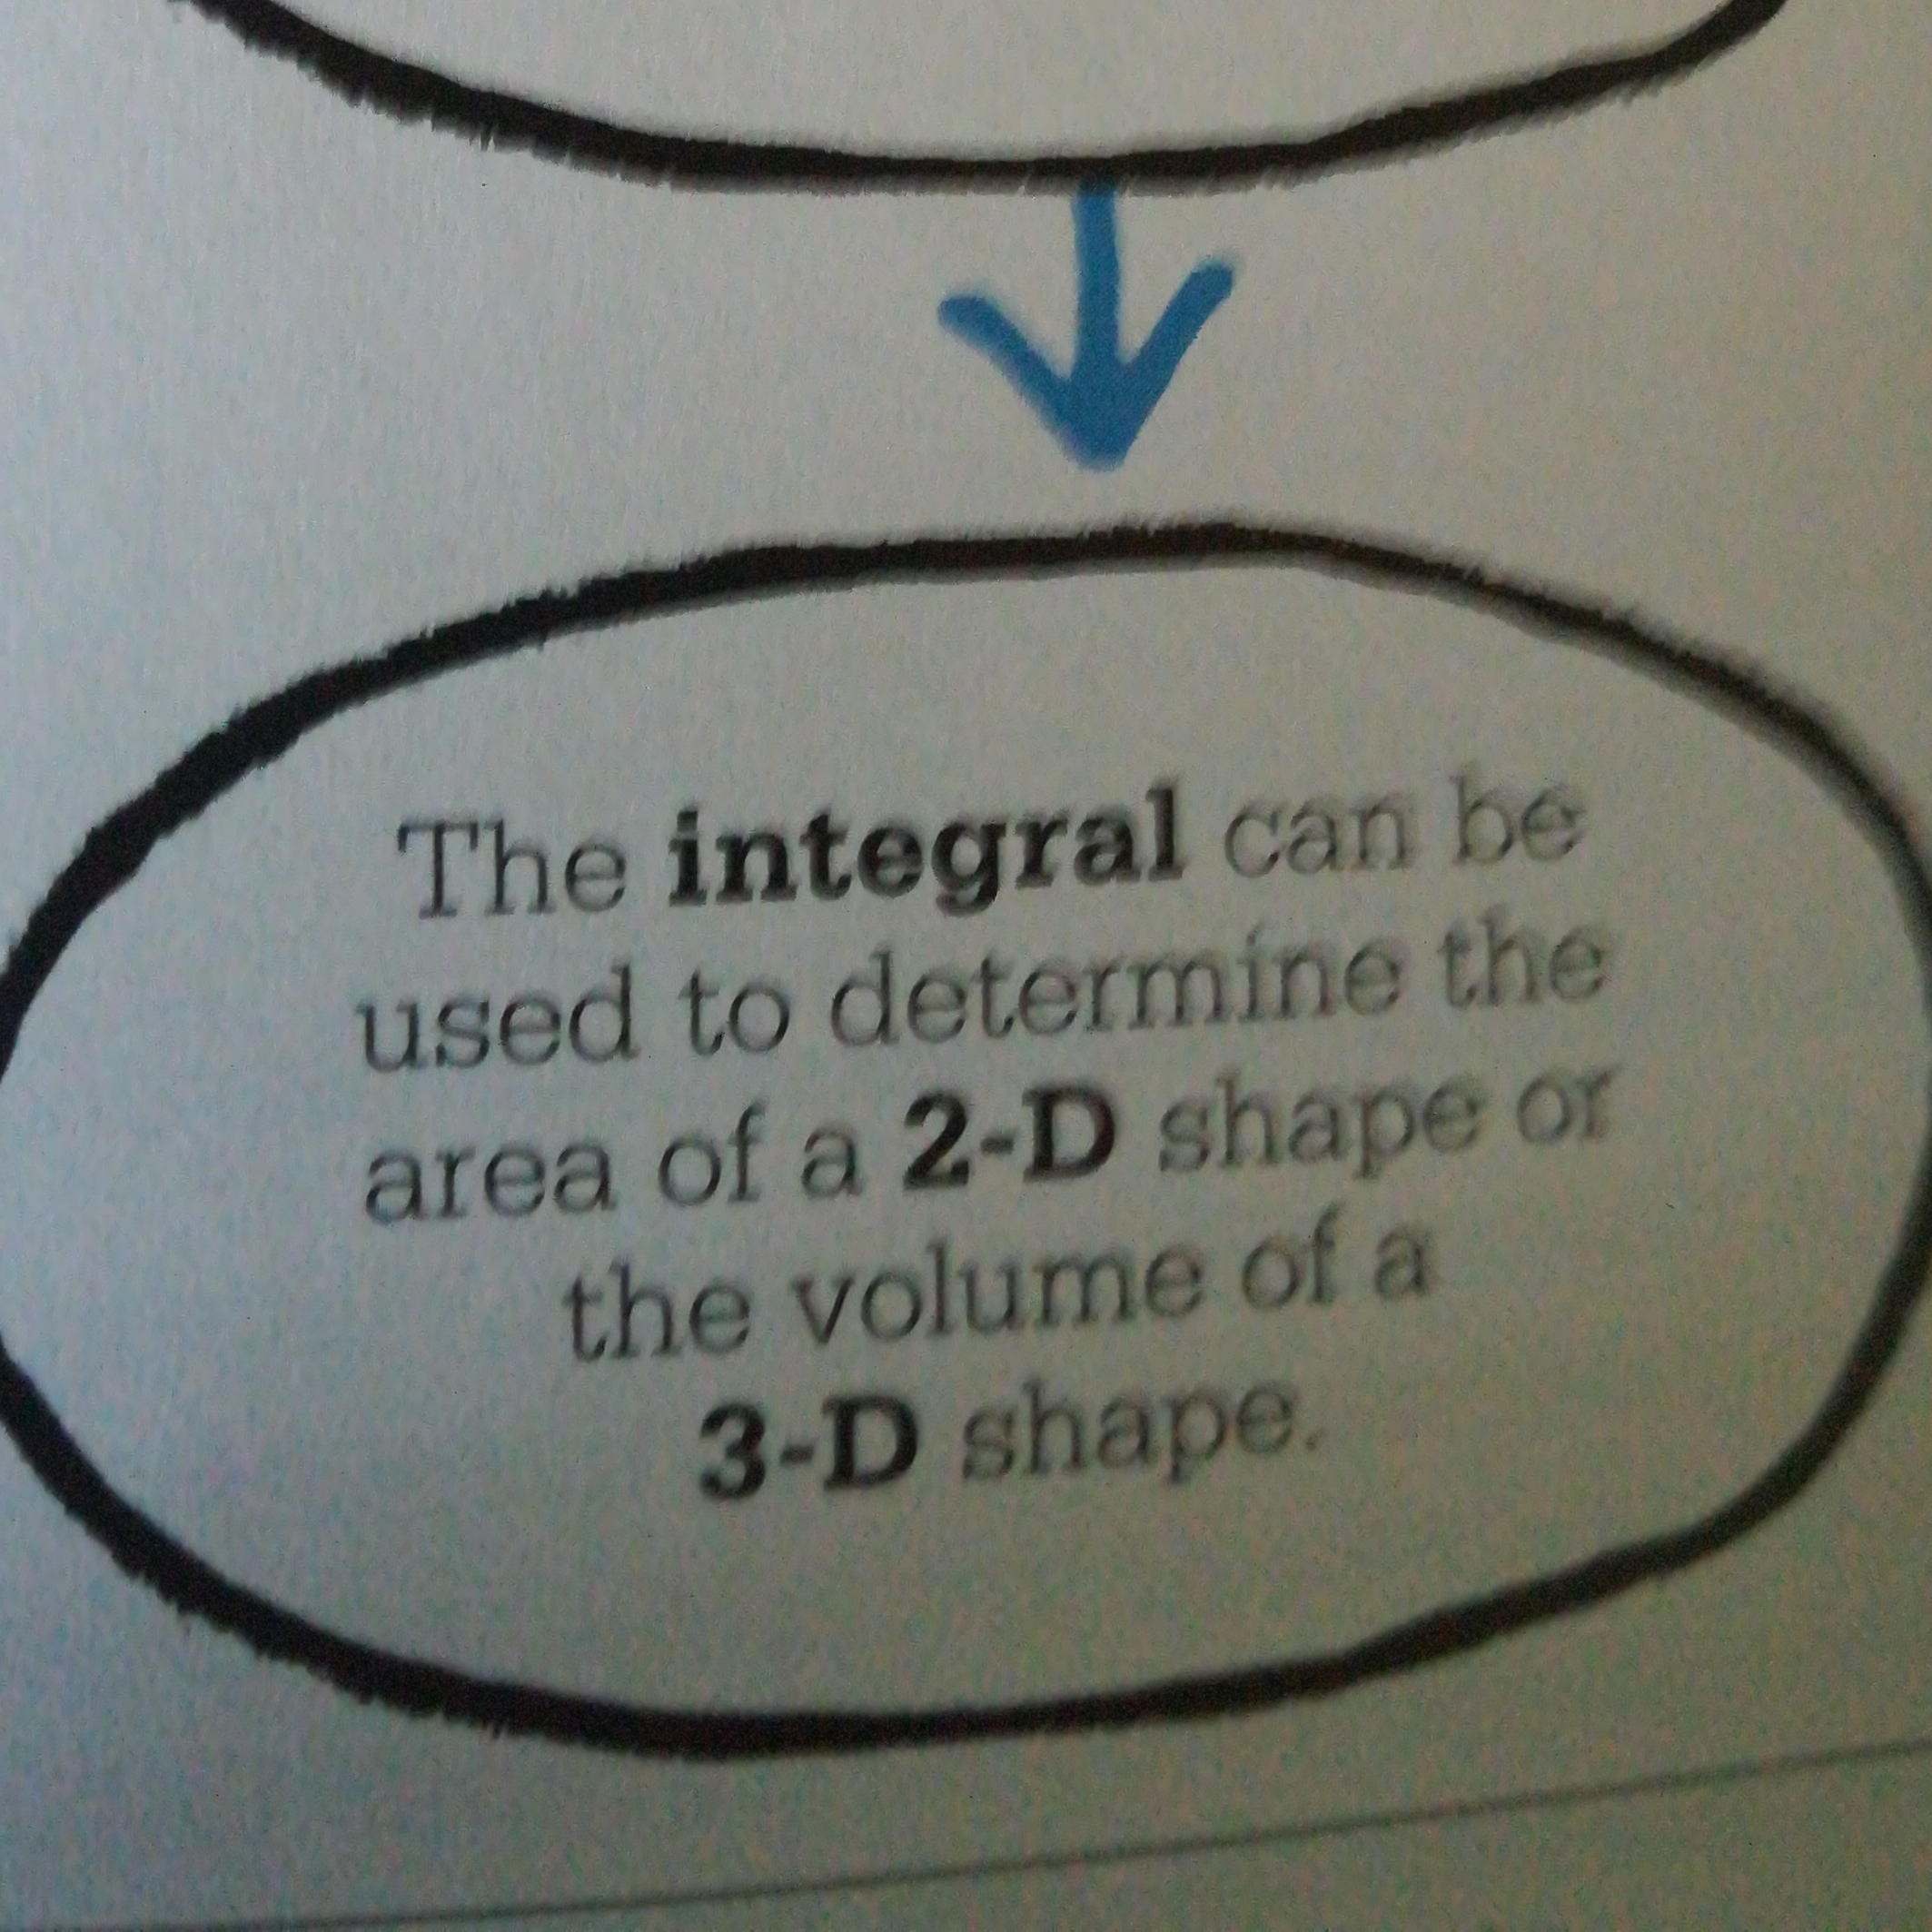 The integral can be
used to determine the
area of a 2-D shape or
the volume of a
3-D shape.